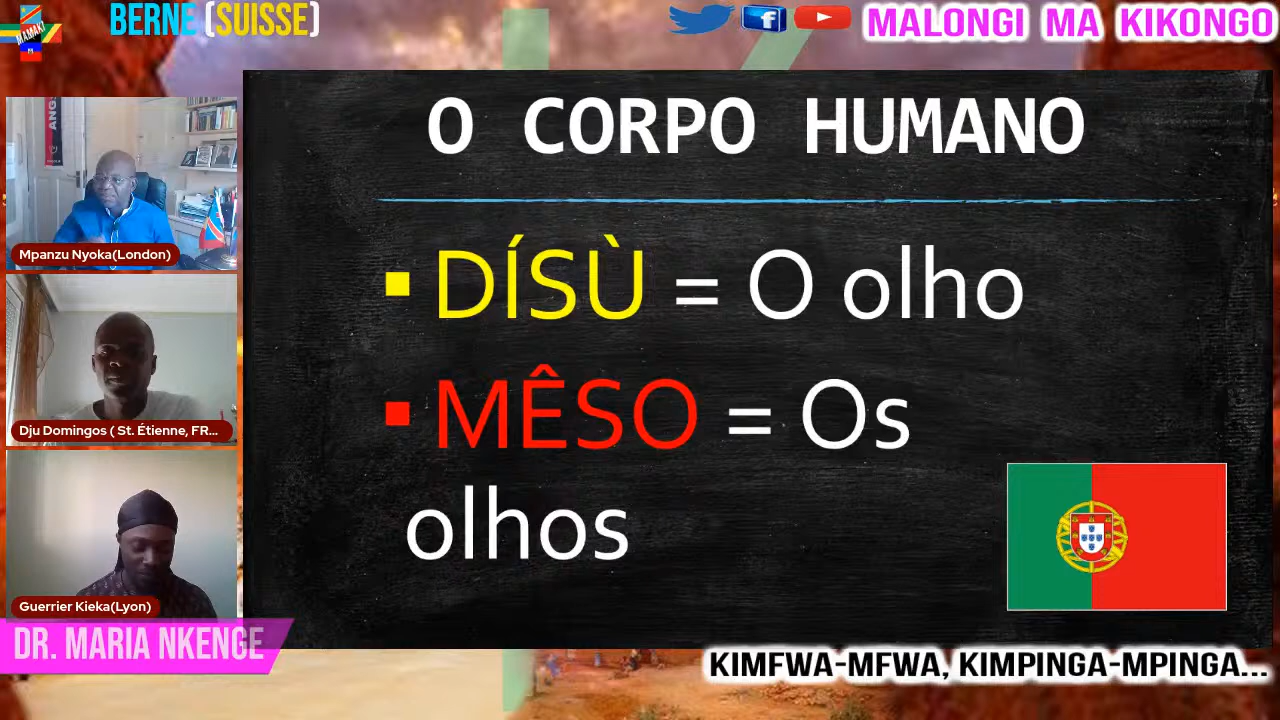 BERNE (SUISSE)
MALONGI MA KIKONGO
MAMAKI
O CORPO HUMANO
▪ DÍSÙ = O olho
▪ MÊSO = Os
olhos
Mpanzu Nyoka(London)
Dju Domingos ( St. Étienne, FR...
Guerrier Kieka(Lyon)
DR. MARIA NKENGE
KIMFWA-MFWA, KIMPINGA-MPINGA...